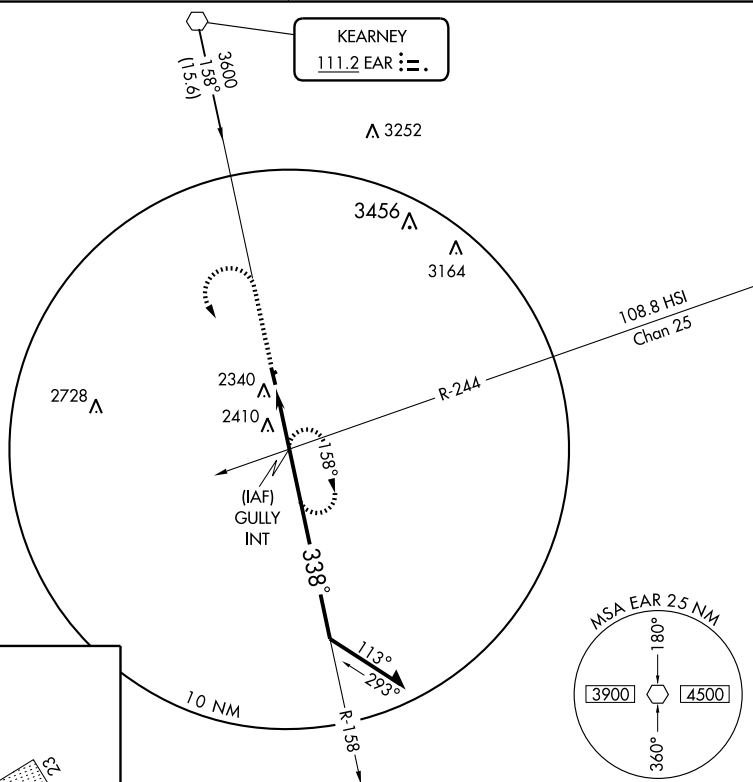 KEARNEY
111.2 EAR
3600
158°
(15.6)
3252
3456
3164
108.8 HSI
Chan 25
R-244
2340
2728
2410
158°
(IAF)
GULLY
INT
338°
113°
293°
10 NM
R-158
MSA EAR 25 NM
180°
3900
4500
360°
23